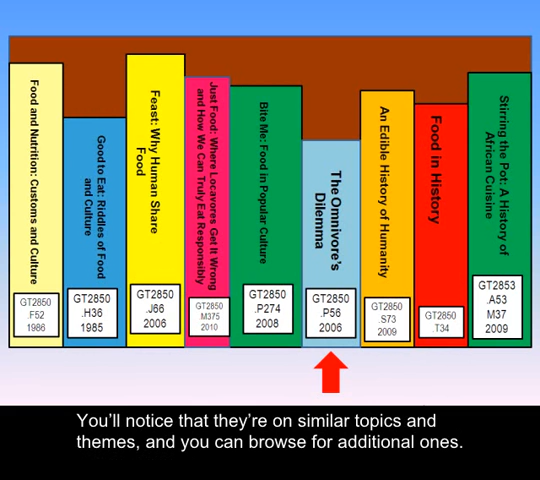 Food and Nutrition: Customs and Culture
GT2850
.F52
1986
Good to Eat: Riddles of Food
and Culture
GT2850
.H36
1985
Feast: Why Human Share
Food
GT2850
.J66
2006
Just Food: Where Locavores Get It Wrong
and How We Can Truly Eat Responsibly
GT2850
.M375
2010
Bite Me: Food in Popular Culture
GT2850
.P274
2008
The Omnivore's
Dilemma
GT2850
.P56
2006
An Edible History of Humanity
GT2850
.S73
2009
Food in History
GT2850
.T34
Stirring the Pot: A History of
African Cuisine
GT2853
.A53
M37
2009
You'll notice that they're on similar topics and
themes, and you can browse for additional ones.